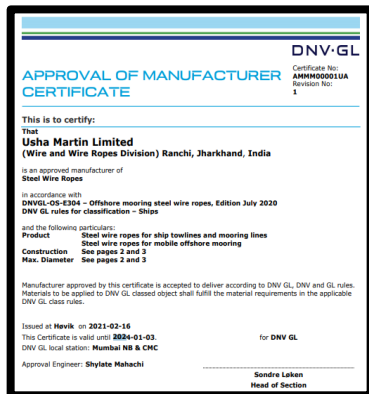 DNV·GL
Certificate No:
AMMM00001UA
Revision No:
1
APPROVAL OF MANUFACTURER
CERTIFICATE
This is to certify:
That
Usha Martin Limited
(Wire and Wire Ropes Division) Ranchi, Jharkhand, India
is an approved manufacturer of
Steel Wire Ropes
in accordance with
DNVGL-OS-E304 – Offshore mooring steel wire ropes, Edition July 2020
DNV GL rules for classification – Ships
and the following particulars:
Product Steel wire ropes for ship towlines and mooring lines
Steel wire ropes for mobile offshore mooring
Construction See pages 2 and 3
Max. Diameter See pages 2 and 3
Manufacturer approved by this certificate is accepted to deliver according to DNV GL, DNV and GL rules.
Materials to be applied to DNV GL classed object shall fulfill the material requirements in the applicable
DNV GL class rules.
Issued at Høvik on 2021-02-16
This Certificate is valid until 2024-01-03. for DNV GL
DNV GL local station: Mumbai NB & CMC
Approval Engineer: Shylate Mahachi
Sondre Løken
Head of Section